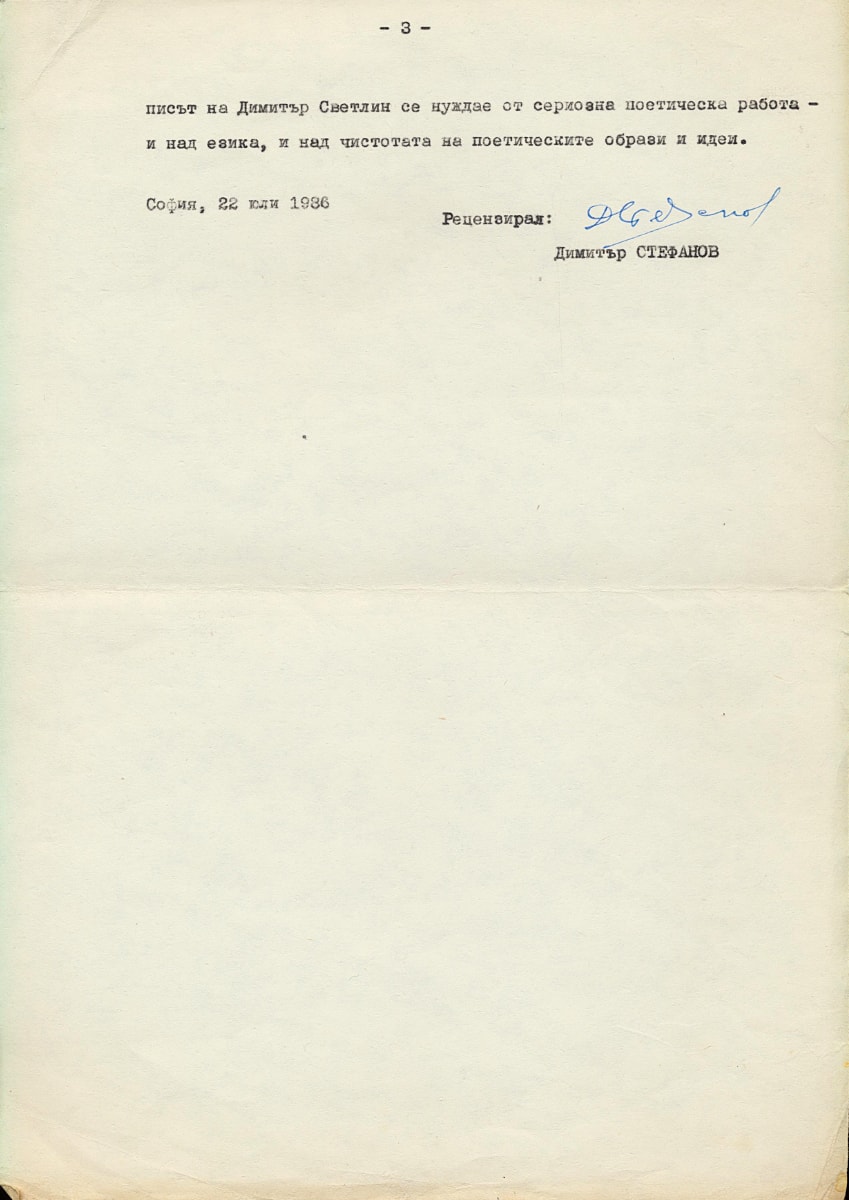 - 3 -
писът на Димитър Светлин се нуждае от сериозна поетическа работа -
и над езика, и над чистотата на поетическите образи и идеи.
София, 22 юли 1986
Рецензирал:
Димитър СТЕФАНОВ